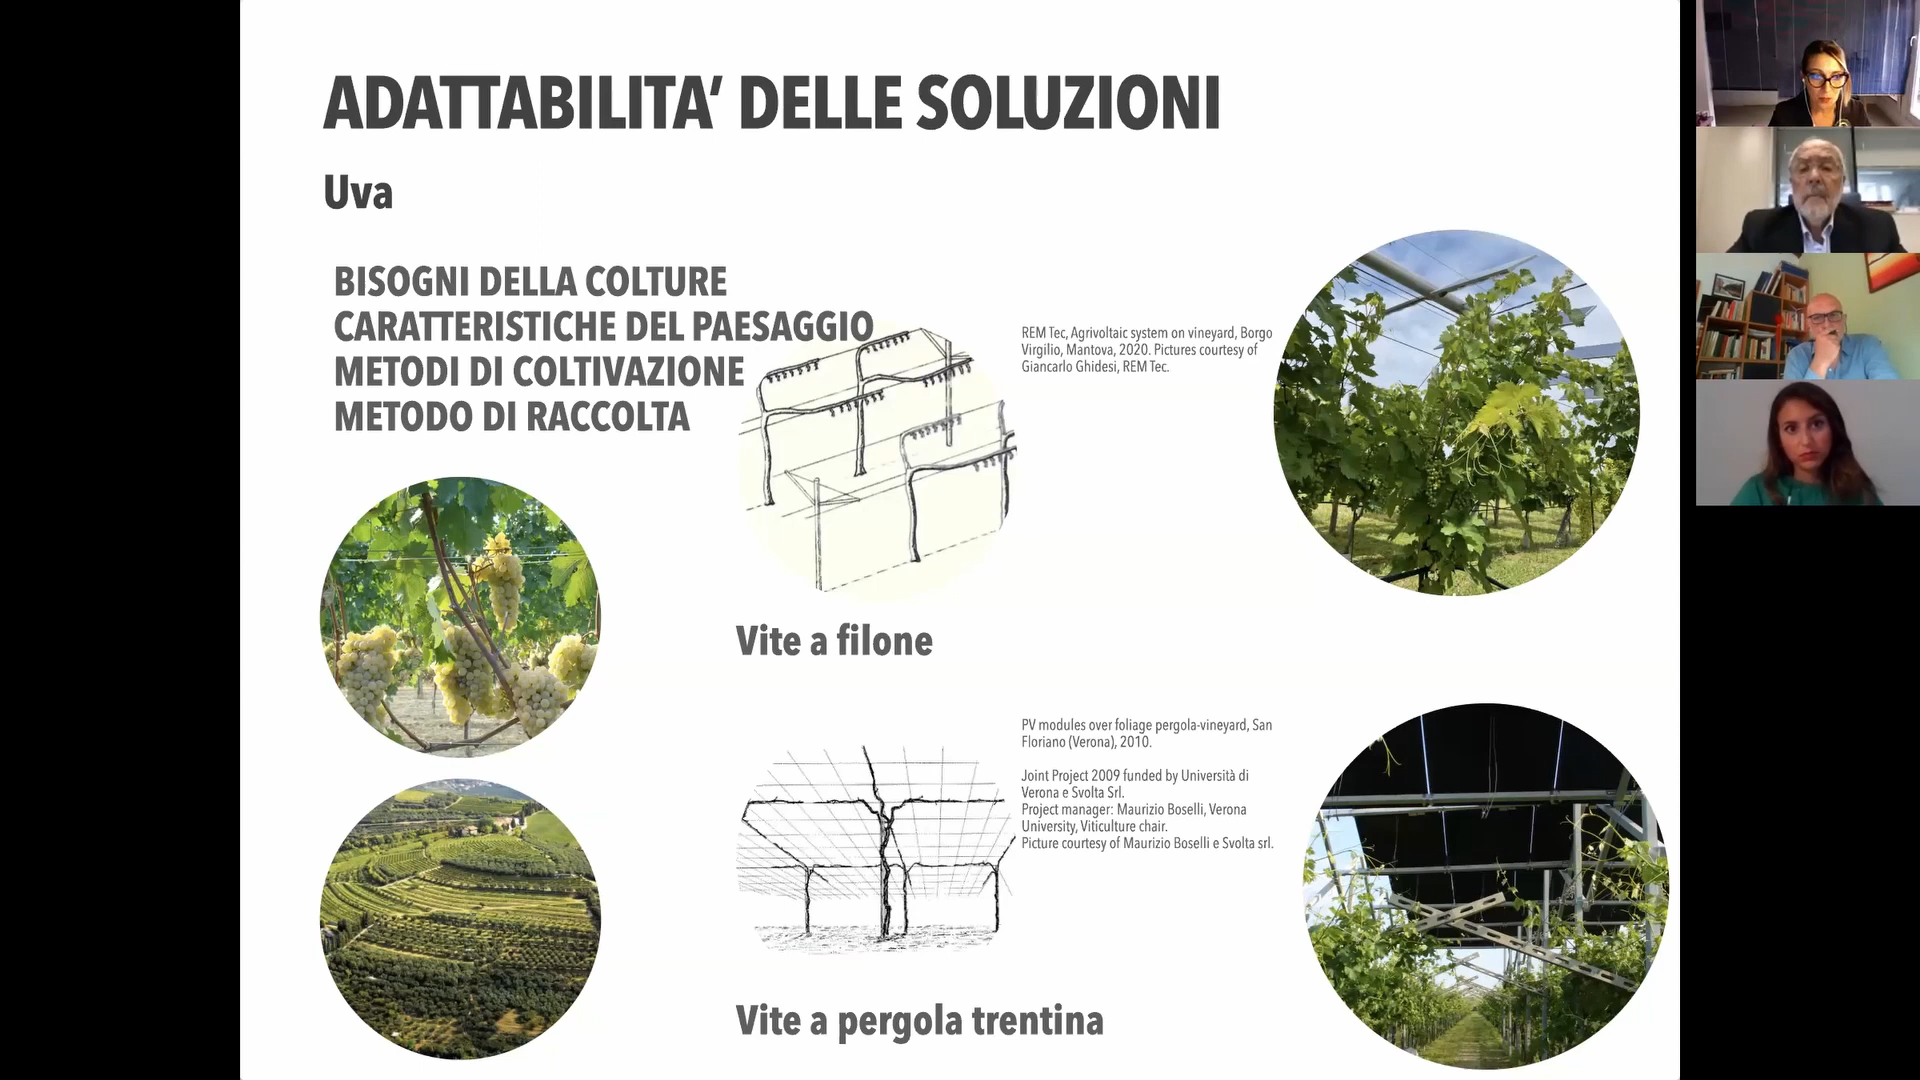 ADATTABILITA’ DELLE SOLUZIONI
Uva
BISOGNI DELLA COLTURE
CARATTERISTICHE DEL PAESAGGIO
METODI DI COLTIVAZIONE
METODO DI RACCOLTA
REM Tec, Agrivoltaic system on vineyard, Borgo
Virgilio, Mantova, 2020. Pictures courtesy of
Giancarlo Ghidesi, REM Tec.
Vite a filone
PV modules over foliage pergola-vineyard, San
Floriano (Verona), 2010.
Joint Project 2009 funded by Università di
Verona e Svolta Srl.
Project manager: Maurizio Boselli, Verona
University, Viticulture chair.
Picture courtesy of Maurizio Boselli e Svolta srl.
Vite a pergola trentina